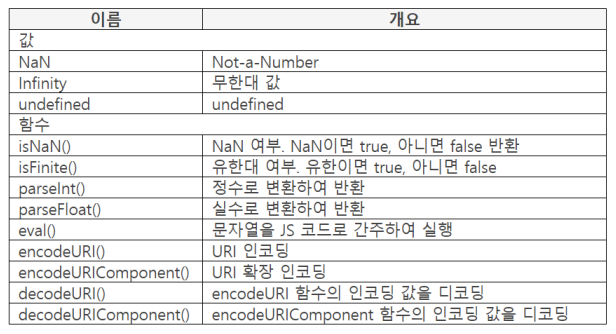 이름 개요
값
NaN Not-a-Number
Infinity 무한대 값
undefined undefined
함수
isNaN() NaN 여부. NaN이면 true, 아니면 false 반환
isFinite() 유한대 여부. 유한이면 true, 아니면 false
parseInt() 정수로 변환하여 반환
parseFloat() 실수로 변환하여 반환
eval() 문자열을 JS 코드로 간주하여 실행
encodeURI() URI 인코딩
encodeURIComponent() URI 확장 인코딩
decodeURI() encodeURI 함수의 인코딩 값을 디코딩
decodeURIComponent() encodeURIComponent 함수의 인코딩 값을 디코딩